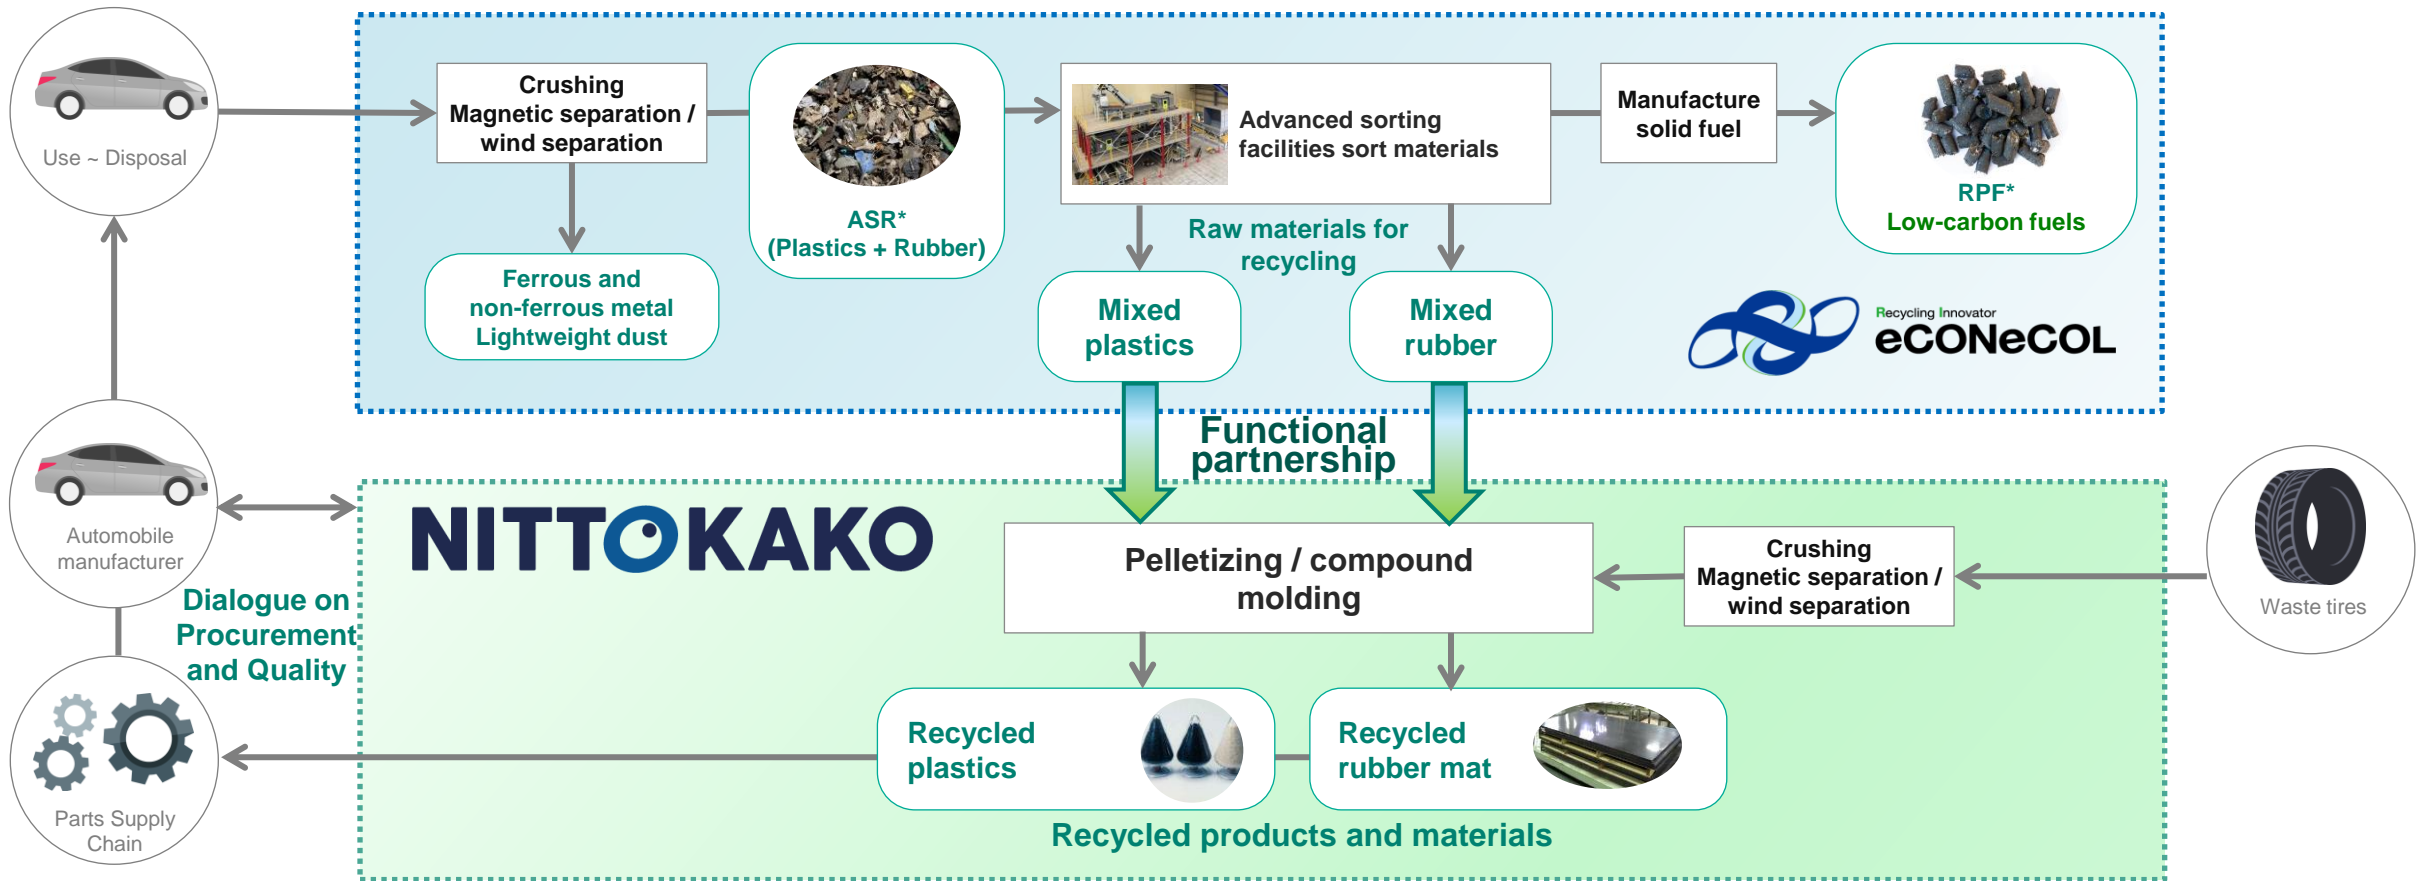 Use ~ Disposal
Crushing
Magnetic separation /
wind separation
Ferrous and
non-ferrous metal
Lightweight dust
ASR*
(Plastics + Rubber)
Advanced sorting
facilities sort materials
Raw materials for
recycling
Mixed
plastics
Mixed
rubber
Manufacture
solid fuel
RPF*
Low-carbon fuels
Recycling Innovator
eCONeCOL
Functional
partnership
Automobile
manufacturer
Dialogue on
Procurement
and Quality
Parts Supply
Chain
NITTOKAKO
Pelletizing / compound
molding
Crushing
Magnetic separation /
wind separation
Waste tires
Recycled
plastics
Recycled
rubber mat
Recycled products and materials